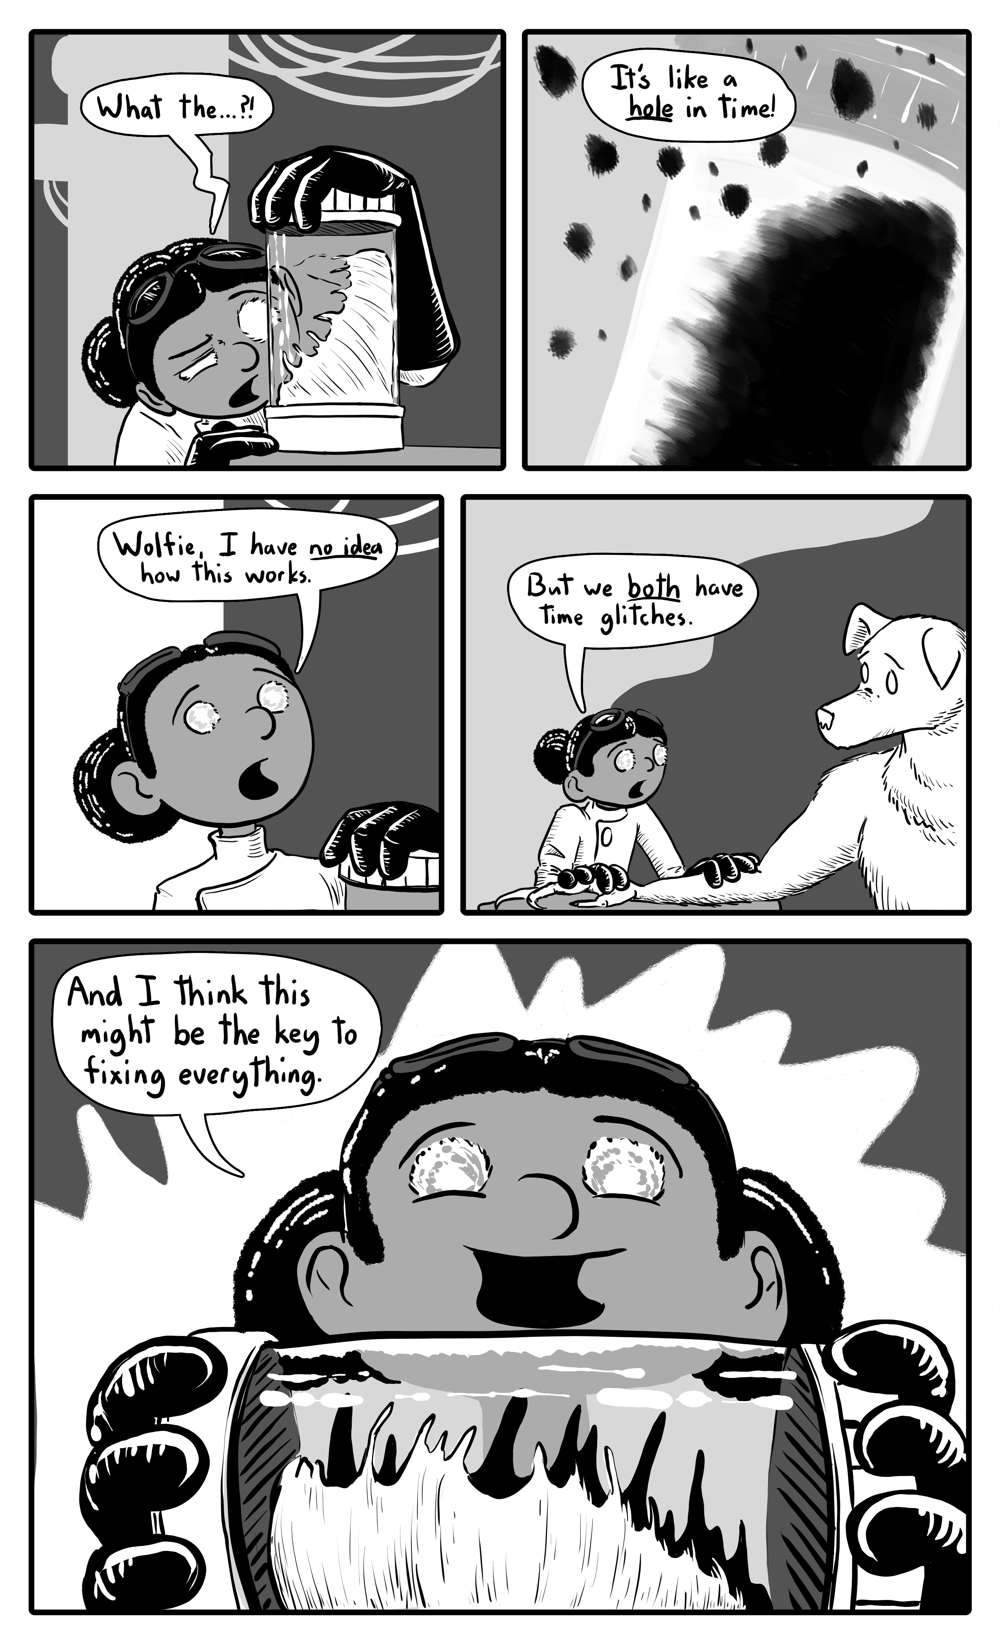 What the...?!
It's like a
hole in time!
Wolfie, I have no idea
how this works.
But we both have
time glitches.
And I think this
might be the key to
fixing everything.